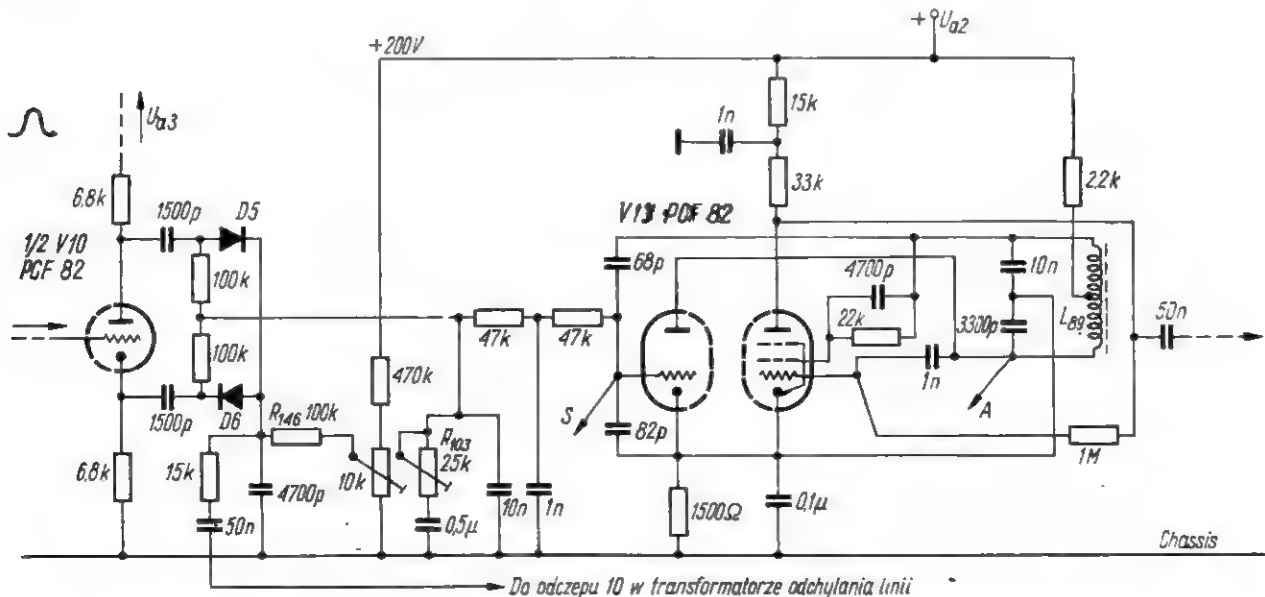 +200V
+ Ua2
Ua3
15k
1n
6,8k
1500p
D5
33k
2,2k
V13 PCF 82
1/2 V10
PCF 82
100k
68p
4700p
10n
22k
47k
47k
3300p
L89
50n
100k
1n
470k
S
A
1500p
D6
82p
R146 100k
R103
25k
1M
6,8k
15k
10k
4700p
10n
1n
1500Ω
0,1µ
50n
0,5µ
Chassis
Do odczepu 10 w transformatorze odchylania linii